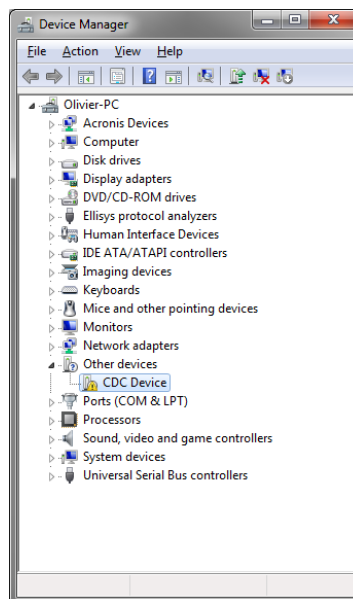 Device Manager
File Action View Help
Olivier-PC
Acronis Devices
Computer
Disk drives
Display adapters
DVD/CD-ROM drives
Ellisys protocol analyzers
Human Interface Devices
IDE ATA/ATAPI controllers
Imaging devices
Keyboards
Mice and other pointing devices
Monitors
Network adapters
Other devices
CDC Device
Ports (COM & LPT)
Processors
Sound, video and game controllers
System devices
Universal Serial Bus controllers